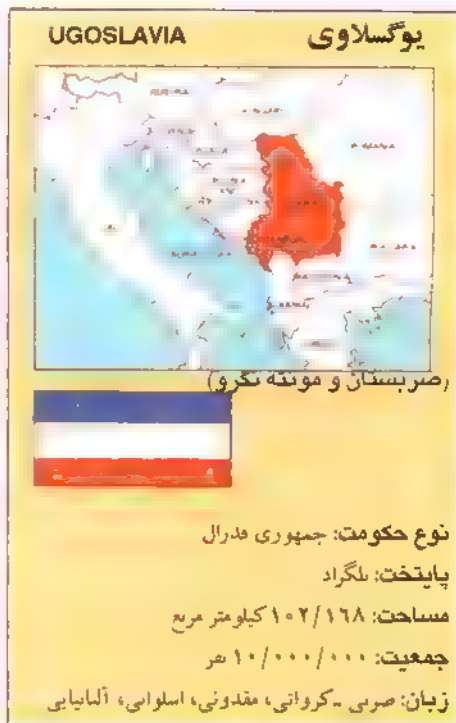 UGOSLAVIA یوگسلاوی
(صربستان و مونته نگرو)
نوع حکومت: جمهوری فدرال
پایتخت: بلگراد
مساحت: ۱۰۲/۱۶۸ کیلومتر مربع
جمعیت: ۱۰/۰۰۰/۰۰۰ نفر
زبان: صربی -کرواتی، مقدونی، اسلوانی، آلبانیایی